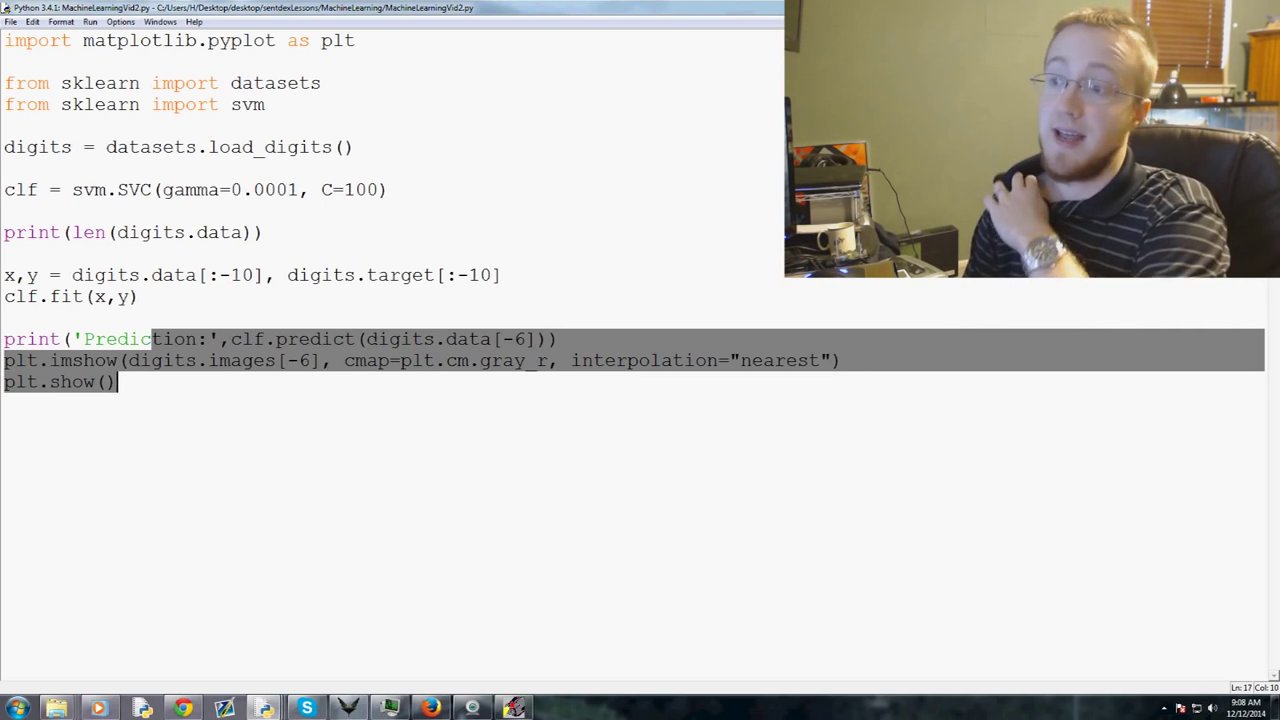 Python 3.4.1: MachineLearningVid2.py - C:/Users/H/Desktop/desktop/sentdexLessons/MachineLearning/MachineLearningVid2.py
File Edit Format Run Options Windows Help
import matplotlib.pyplot as plt
from sklearn import datasets
from sklearn import svm
digits = datasets.load_digits()
clf = svm.SVC(gamma=0.0001, C=100)
print(len(digits.data))
x,y = digits.data[:-10], digits.target[:-10]
clf.fit(x,y)
print('Prediction:',clf.predict(digits.data[-6]))
plt.imshow(digits.images[-6], cmap=plt.cm.gray_r, interpolation="nearest")
plt.show()
Ln: 17 Col: 10
9:08 AM
12/12/2014